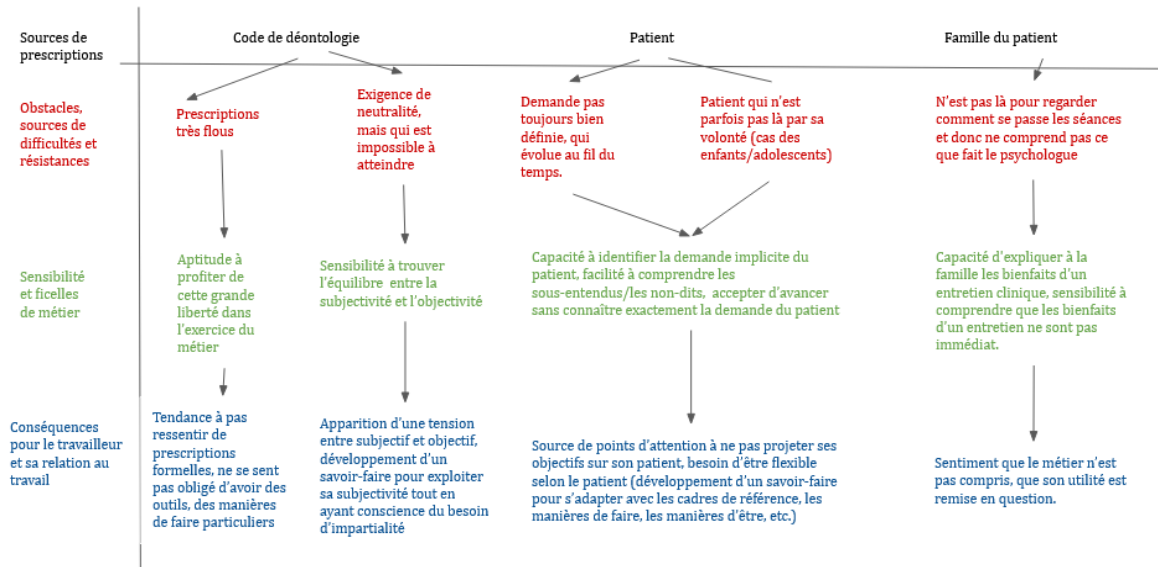 Sources de
prescriptions
Code de déontologie
Patient
Famille du patient
Obstacles,
sources de
difficultés et
résistances
Prescriptions
très flous
Exigence de
neutralité,
mais qui est
impossible à
atteindre
Demande pas
toujours bien
définie, qui
évolue au fil du
temps.
Patient qui n'est
parfois pas là par sa
volonté (cas des
enfants/adolescents)
N'est pas là pour regarder
comment se passe les séances
et donc ne comprend pas ce
que fait le psychologue
Sensibilité
et ficelles
de métier
Aptitude à
profiter de
cette grande
liberté dans
l'exercice du
métier
Sensibilité à trouver
l'équilibre entre la
subjectivité et l'objectivité
Capacité à identifier la demande implicite du
patient, facilité à comprendre les
sous-entendus/les non-dits, accepter d'avancer
sans connaître exactement la demande du patient
Capacité d'expliquer à la
famille les bienfaits d'un
entretien clinique, sensibilité à
comprendre que les bienfaits
d'un entretien ne sont pas
immédiat.
Conséquences
pour le travailleur
et sa relation au
travail
Tendance à pas
ressentir de
prescriptions
formelles, ne se sent
pas obligé d'avoir des
outils, des manières
de faire particuliers
Apparition d'une tension
entre subjectif et objectif,
développement d'un
savoir-faire pour exploiter
sa subjectivité tout en
ayant conscience du besoin
d'impartialité
Source de points d'attention à ne pas projeter ses
objectifs sur son patient, besoin d'être flexible
selon le patient (développement d'un savoir-faire
pour s'adapter avec les cadres de référence, les
manières de faire, les manières d'être, etc.)
Sentiment que le métier n'est
pas compris, que son utilité est
remise en question.